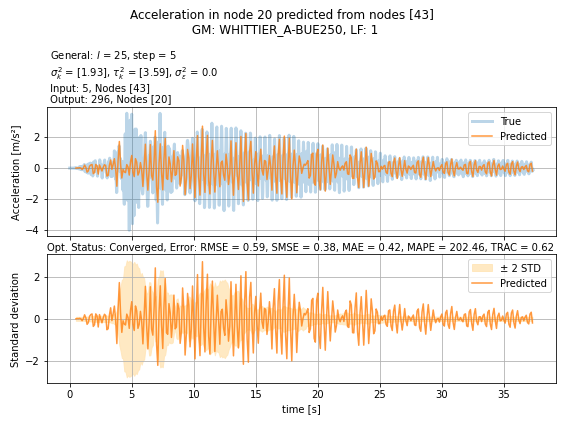 Acceleration in node 20 predicted from nodes [43]
GM: WHITTIER_A-BUE250, LF: 1
General: l = 25, step = 5
σ²ₖ = [1.93], τ²ₖ = [3.59], σ²ε = 0.0
Input: 5, Nodes [43]
Output: 296, Nodes [20]
True
Predicted
Acceleration [m/s²]
2
0
−2
−4
Opt. Status: Converged, Error: RMSE = 0.59, SMSE = 0.38, MAE = 0.42, MAPE = 202.46, TRAC = 0.62
± 2 STD
Predicted
Standard deviation
2
0
−2
0 5 10 15 20 25 30 35
time [s]